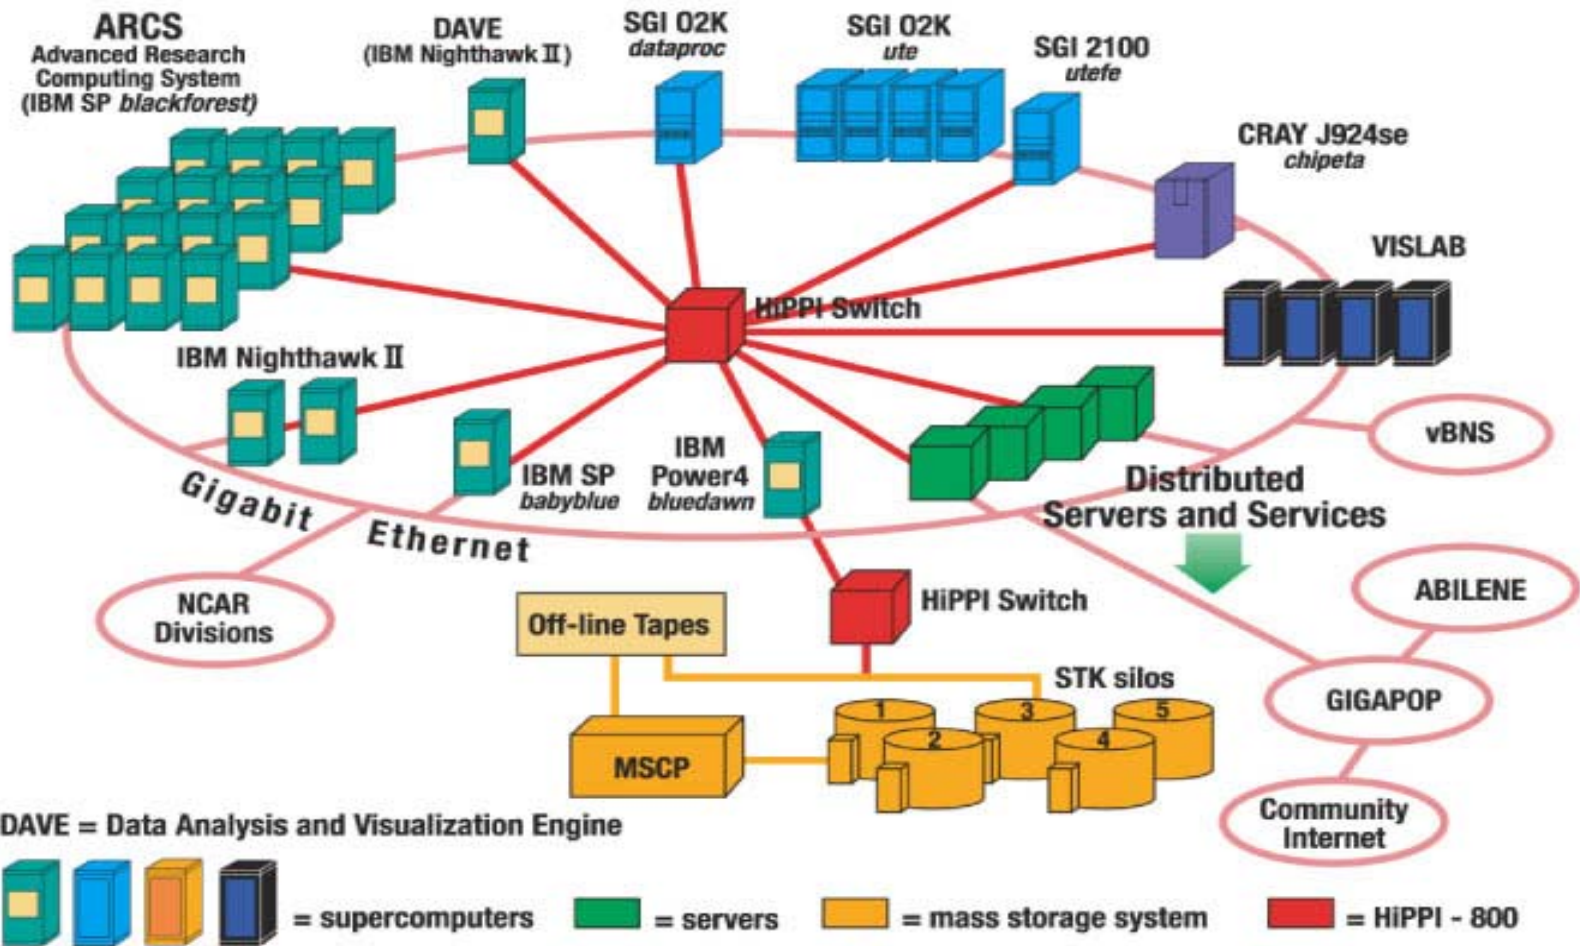 ARCS
Advanced Research
Computing System
(IBM SP blackforest)
DAVE
(IBM Nighthawk II)
SGI O2K
dataproc
SGI O2K
ute
SGI 2100
utefe
CRAY J924se
chipeta
VISLAB
HiPPI Switch
IBM Nighthawk II
IBM SP
babyblue
IBM
Power4
bluedawn
Gigabit Ethernet
vBNS
Distributed
Servers and Services
NCAR
Divisions
Off-line Tapes
HiPPI Switch
ABILENE
STK silos
GIGAPOP
1
2
3
4
5
MSCP
Community
Internet
DAVE = Data Analysis and Visualization Engine
= supercomputers
= servers
= mass storage system
= HiPPI - 800